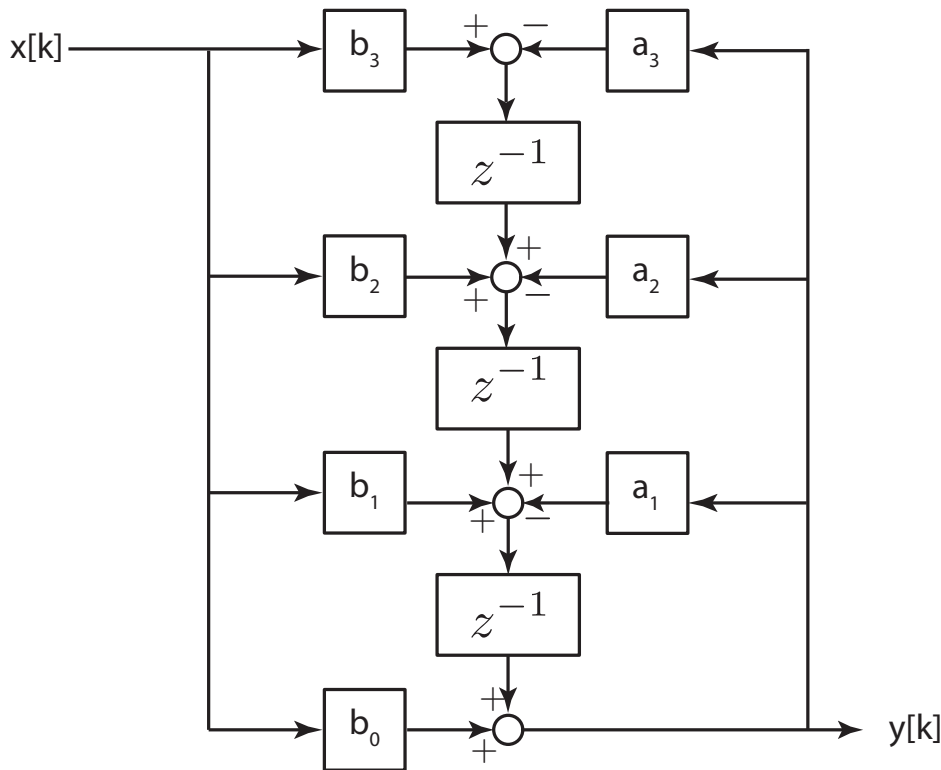 x[k]
b₃
+
−
a₃
z⁻¹
b₂
+
+
−
a₂
z⁻¹
b₁
+
+
−
a₁
z⁻¹
b₀
+
+
y[k]